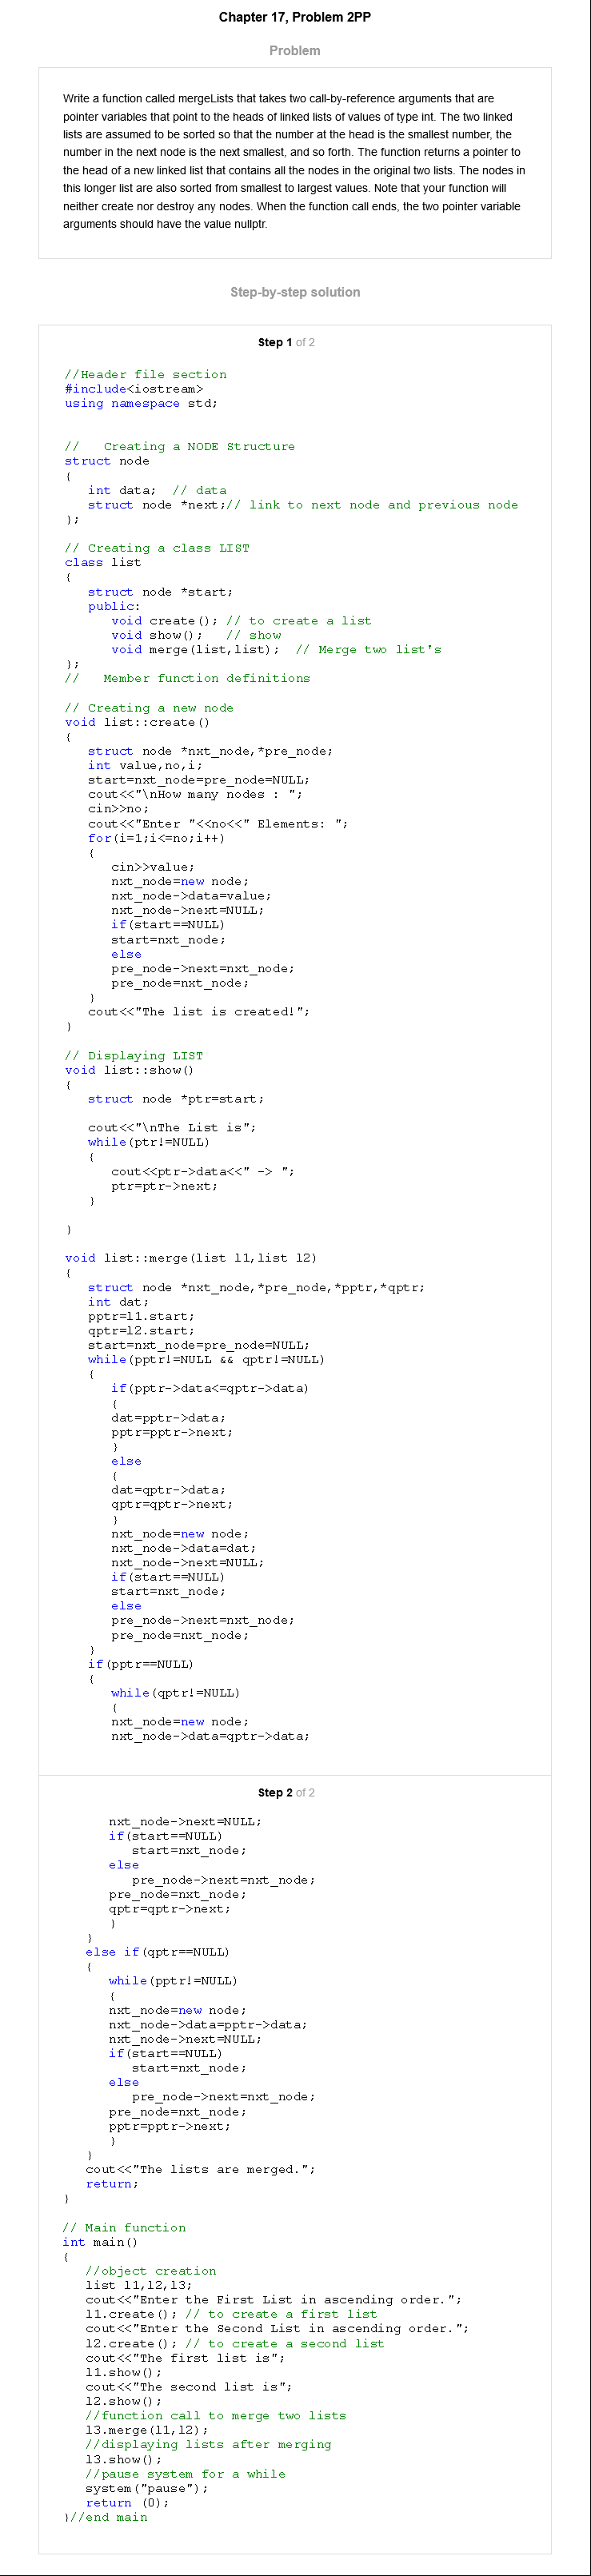 Chapter 17, Problem 2PP
Problem
Write a function called mergeLists that takes two call-by-reference arguments that are
pointer variables that point to the heads of linked lists of values of type int. The two linked
lists are assumed to be sorted so that the number at the head is the smallest number, the
number in the next node is the next smallest, and so forth. The function returns a pointer to
the head of a new linked list that contains all the nodes in the original two lists. The nodes in
this longer list are also sorted from smallest to largest values. Note that your function will
neither create nor destroy any nodes. When the function call ends, the two pointer variable
arguments should have the value nullptr.
Step-by-step solution
Step 1 of 2
//Header file section
#include<iostream>
using namespace std;
//   Creating a NODE Structure
struct node
{
   int data;  // data
   struct node *next;// link to next node and previous node
};
// Creating a class LIST
class list
{
   struct node *start;
   public:
      void create(); // to create a list
      void show();   // show
      void merge(list,list);  // Merge two list's
};
//   Member function definitions
// Creating a new node
void list::create()
{
   struct node *nxt_node,*pre_node;
   int value,no,i;
   start=nxt_node=pre_node=NULL;
   cout<<"\nHow many nodes : ";
   cin>>no;
   cout<<"Enter "<<no<<" Elements: ";
   for(i=1;i<=no;i++)
   {
      cin>>value;
      nxt_node=new node;
      nxt_node->data=value;
      nxt_node->next=NULL;
      if(start==NULL)
      start=nxt_node;
      else
      pre_node->next=nxt_node;
      pre_node=nxt_node;
   }
   cout<<"The list is created!";
}
// Displaying LIST
void list::show()
{
   struct node *ptr=start;
   cout<<"\nThe List is";
   while(ptr!=NULL)
   {
      cout<<ptr->data<<" -> ";
      ptr=ptr->next;
   }
}
void list::merge(list l1,list l2)
{
   struct node *nxt_node,*pre_node,*pptr,*qptr;
   int dat;
   pptr=l1.start;
   qptr=l2.start;
   start=nxt_node=pre_node=NULL;
   while(pptr!=NULL && qptr!=NULL)
   {
      if(pptr->data<=qptr->data)
      {
      dat=pptr->data;
      pptr=pptr->next;
      }
      else
      {
      dat=qptr->data;
      qptr=qptr->next;
      }
      nxt_node=new node;
      nxt_node->data=dat;
      nxt_node->next=NULL;
      if(start==NULL)
      start=nxt_node;
      else
      pre_node->next=nxt_node;
      pre_node=nxt_node;
   }
   if(pptr==NULL)
   {
      while(qptr!=NULL)
      {
      nxt_node=new node;
      nxt_node->data=qptr->data;
Step 2 of 2
      nxt_node->next=NULL;
      if(start==NULL)
         start=nxt_node;
      else
         pre_node->next=nxt_node;
      pre_node=nxt_node;
      qptr=qptr->next;
      }
   }
   else if(qptr==NULL)
   {
      while(pptr!=NULL)
      {
      nxt_node=new node;
      nxt_node->data=pptr->data;
      nxt_node->next=NULL;
      if(start==NULL)
         start=nxt_node;
      else
         pre_node->next=nxt_node;
      pre_node=nxt_node;
      pptr=pptr->next;
      }
   }
   cout<<"The lists are merged.";
   return;
}
// Main function
int main()
{
   //object creation
   list l1,l2,l3;
   cout<<"Enter the First List in ascending order.";
   l1.create(); // to create a first list
   cout<<"Enter the Second List in ascending order.";
   l2.create(); // to create a second list
   cout<<"The first list is";
   l1.show();
   cout<<"The second list is";
   l2.show();
   //function call to merge two lists
   l3.merge(l1,l2);
   //displaying lists after merging
   l3.show();
   //pause system for a while
   system("pause");
   return (0);
}//end main